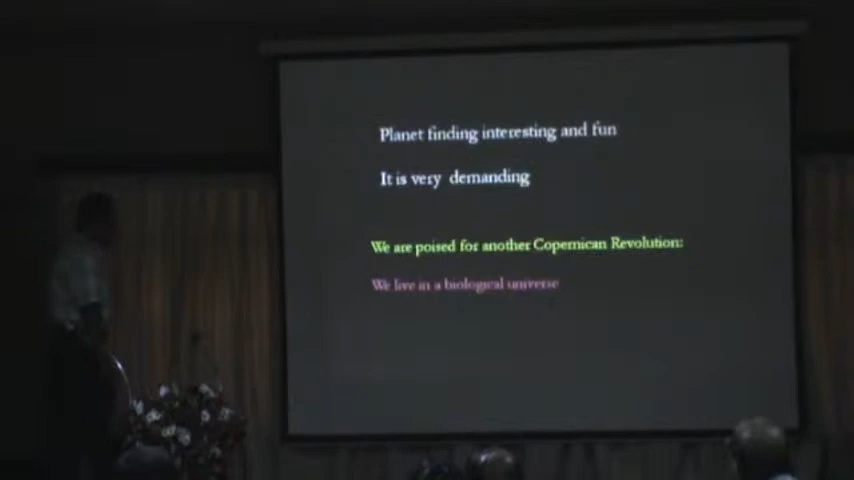 Planet finding interesting and fun
It is very demanding
We are poised for another Copernican Revolution:
We live in a biological universe